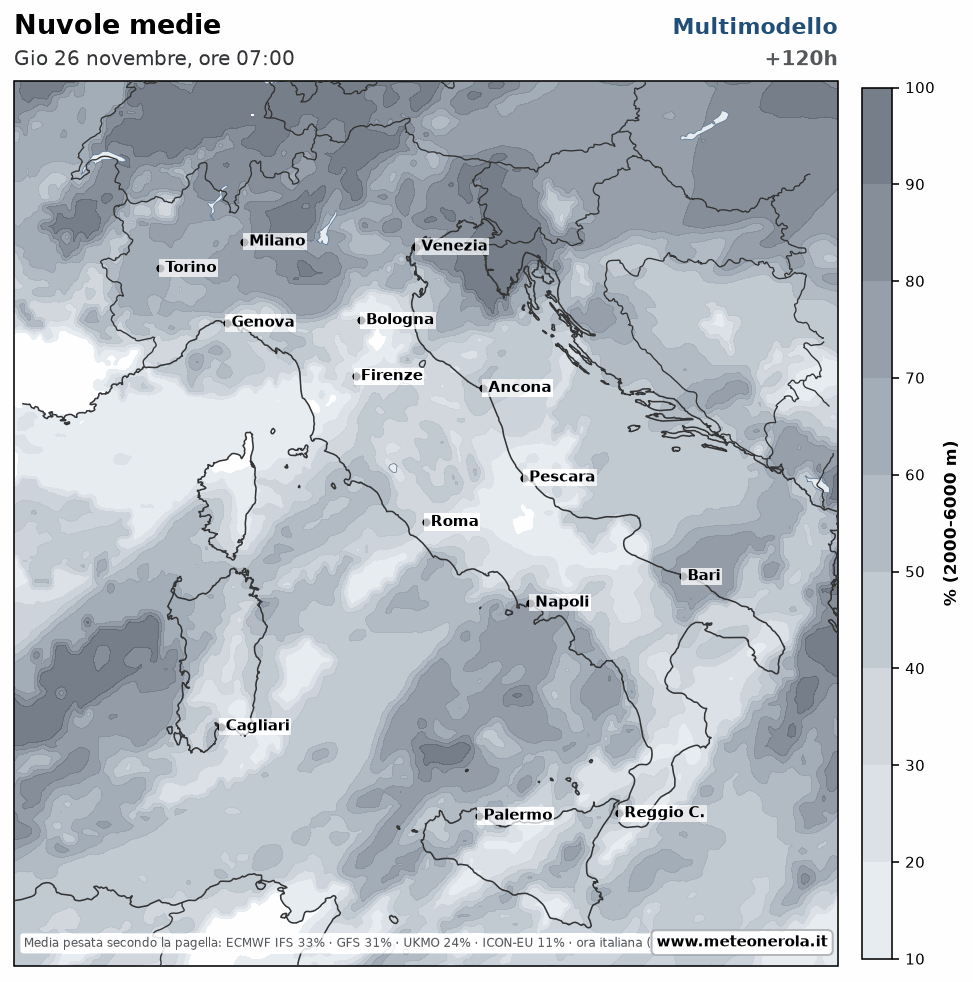 Nuvole medie
Multimodello
Gio 26 novembre, ore 07:00
+120h
100
90
80
70
60
50
40
30
20
10
% (2000-6000 m)
Milano
Venezia
Torino
Genova
Bologna
Firenze
Ancona
Pescara
Roma
Bari
Napoli
Cagliari
Palermo
Reggio C.
Media pesata secondo la pagella: ECMWF IFS 33% · GFS 31% · UKMO 24% · ICON-EU 11% · ora italiana (
www.meteonerola.it